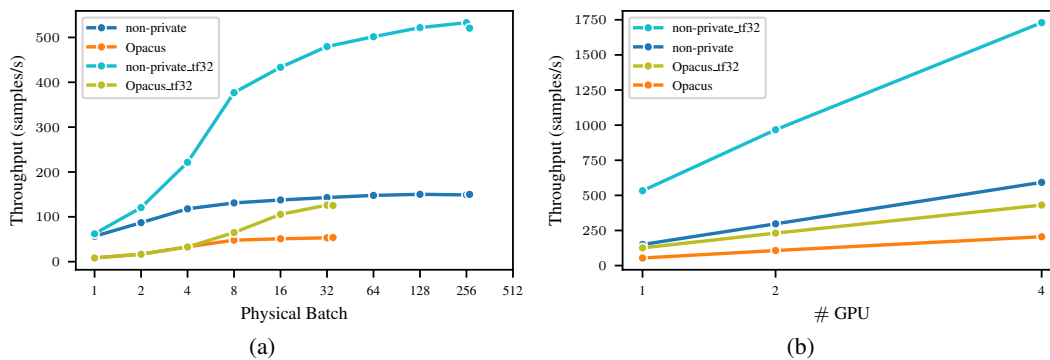 non-private
Opacus
non-private_tf32
Opacus_tf32
500
400
300
200
100
0
Throughput (samples/s)
1 2 4 8 16 32 64 128 256 512
Physical Batch
(a)
non-private_tf32
non-private
Opacus_tf32
Opacus
1750
1500
1250
1000
750
500
250
0
Throughput (samples/s)
1 2 4
# GPU
(b)